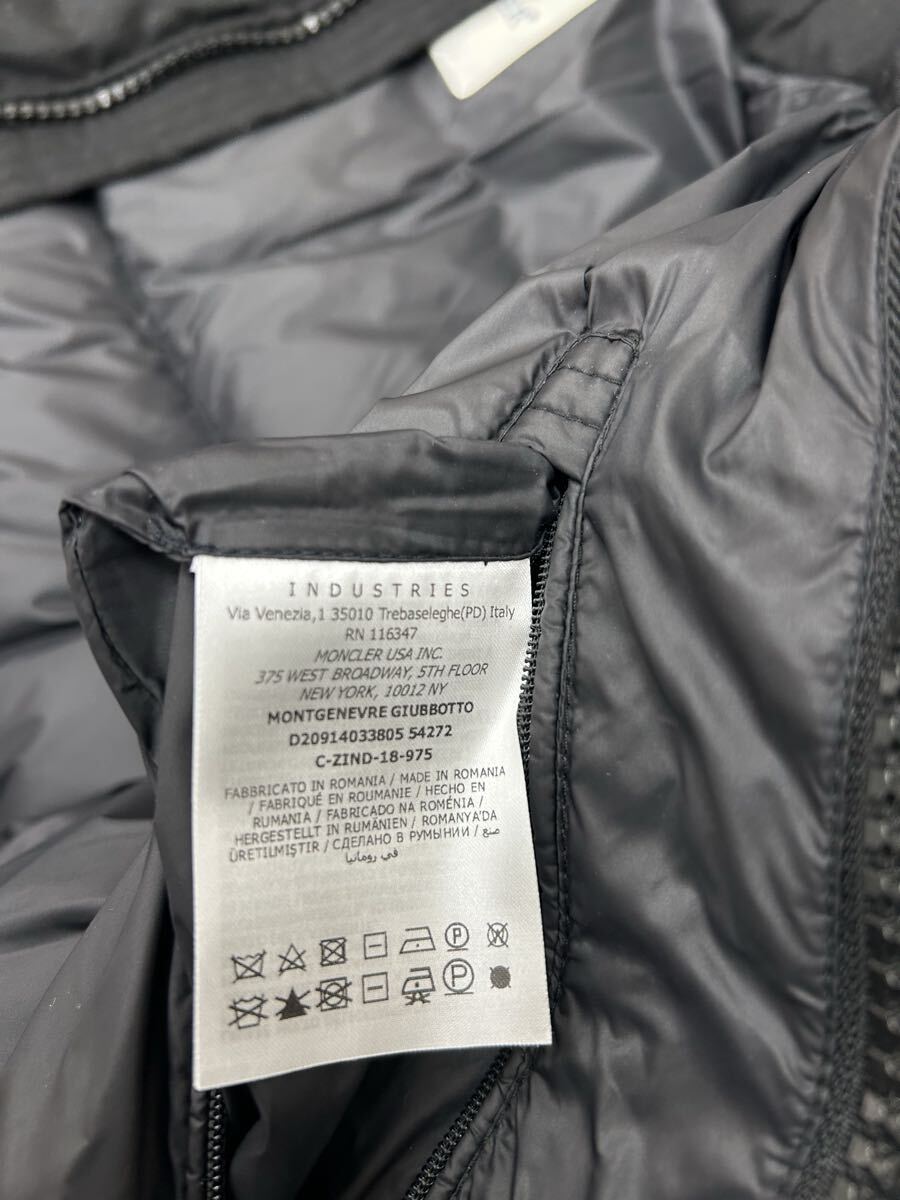 INDUSTRIES
Via Venezia,1 35010 Trebaseleghe(PD) Italy
RN 116347
MONCLER USA INC.
375 WEST BROADWAY, 5TH FLOOR
NEW YORK, 10012 NY
MONTGENEVRE GIUBBOTTO
D20914033805 54272
C-ZIND-18-975
FABBRICATO IN ROMANIA / MADE IN ROMANIA
/ FABRIQUÉ EN ROUMANIE / HECHO EN
RUMANIA / FABRICADO NA ROMÉNIA /
HERGESTELLT IN RUMÄNIEN / ROMANYA'DA
ÜRETILMIŞTIR / СДЕЛАНО В РУМЫНИИ / صنع
في رومانيا
P W
P